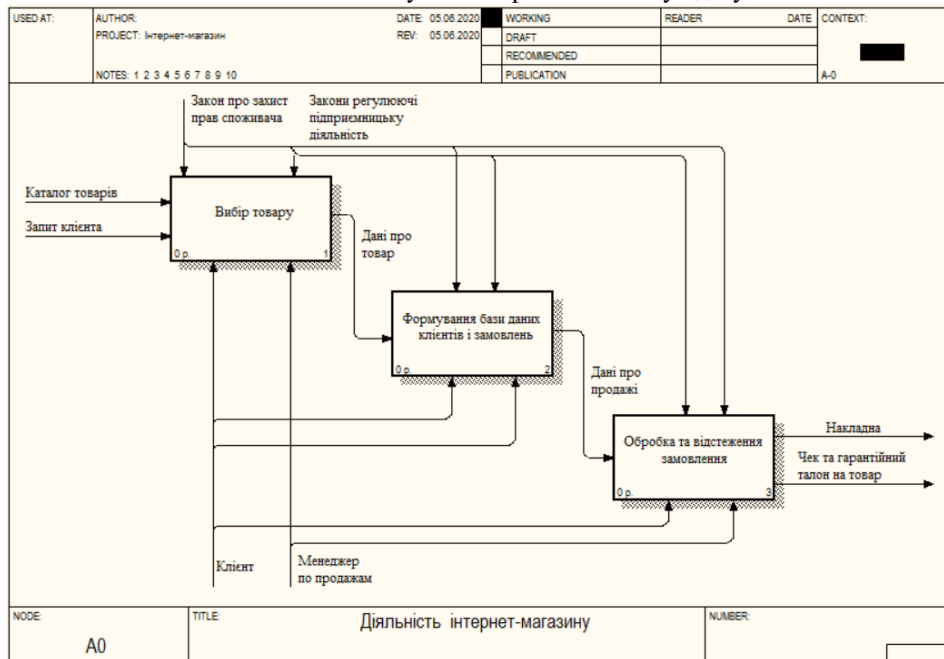 USED AT:
AUTHOR:
DATE: 05.06.2020
WORKING
READER
DATE
CONTEXT:
PROJECT: Інтернет-магазин
REV: 05.06.2020
DRAFT
RECOMMENDED
NOTES: 1 2 3 4 5 6 7 8 9 10
PUBLICATION
A-0
Закон про захист
прав споживача
Закони регулюючі
підприємницьку
діяльність
Каталог товарів
Запит клієнта
Вибір товару
0 р.
1
Дані про
товар
Формування бази даних
клієнтів і замовлень
0 р.
2
Дані про
продажі
Обробка та відстеження
замовлення
0 р.
3
Накладна
Чек та гарантійний
талон на товар
Клієнт
Менеджер
по продажам
NODE:
TITLE:
NUMBER:
A0
Діяльність інтернет-магазину